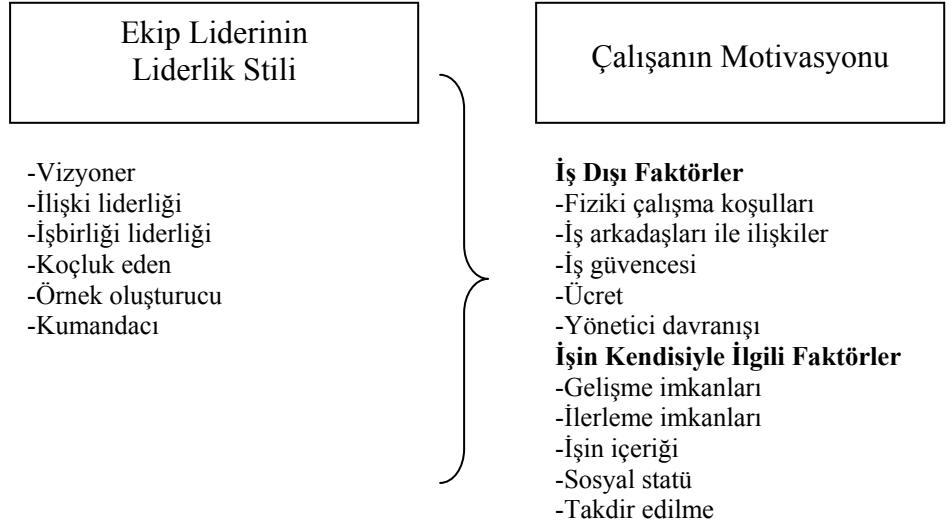 Ekip Liderinin
Liderlik Stili
-Vizyoner
-İlişki liderliği
-İşbirliği liderliği
-Koçluk eden
-Örnek oluşturucu
-Kumandacı
Çalışanın Motivasyonu
İş Dışı Faktörler
-Fiziki çalışma koşulları
-İş arkadaşları ile ilişkiler
-İş güvencesi
-Ücret
-Yönetici davranışı
İşin Kendisiyle İlgili Faktörler
-Gelişme imkanları
-İlerleme imkanları
-İşin içeriği
-Sosyal statü
-Takdir edilme